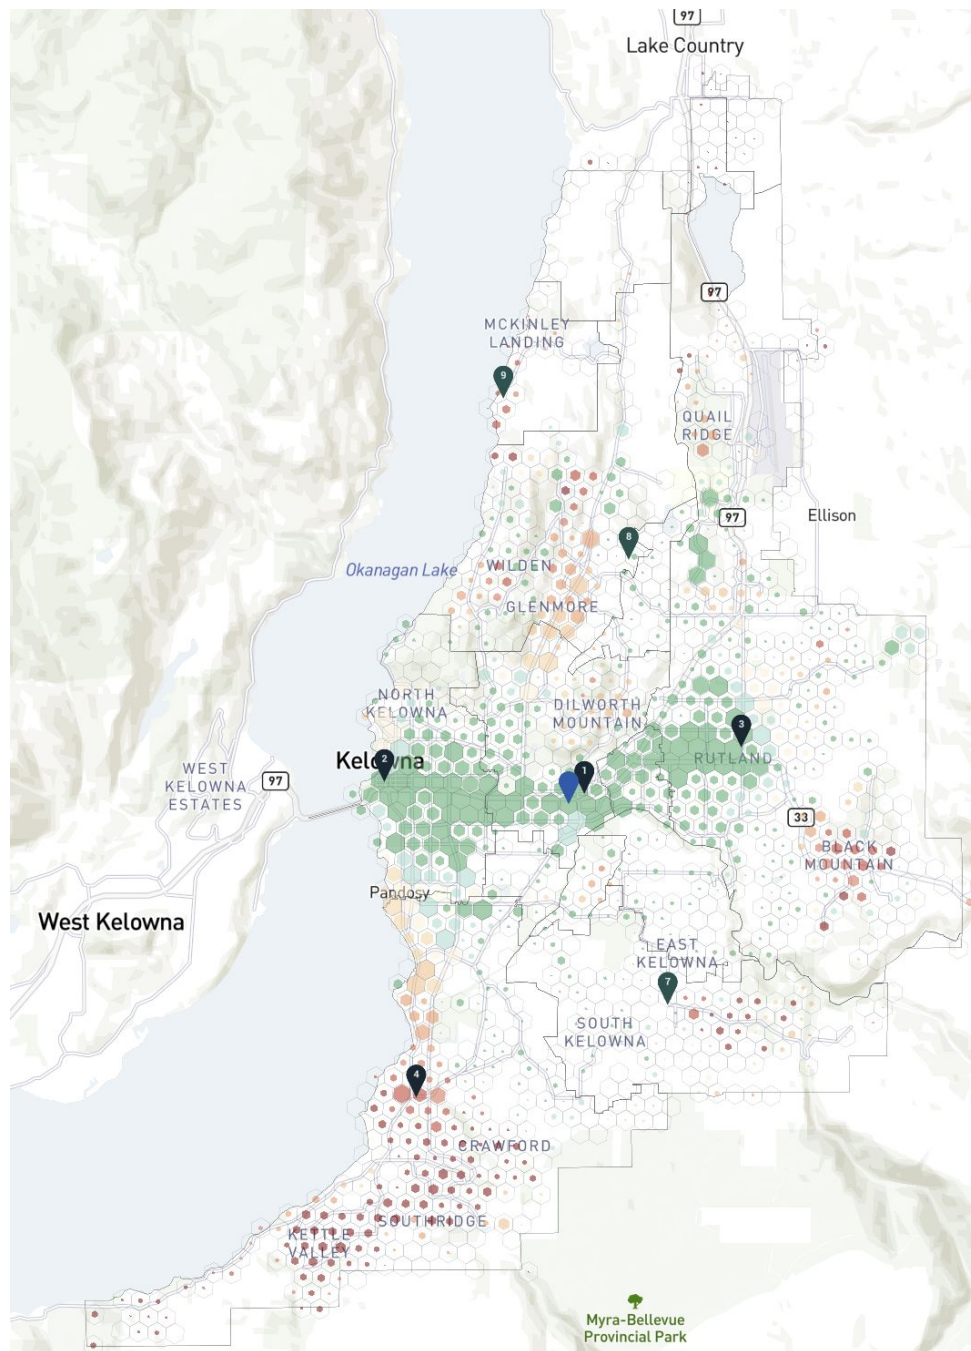 97
Lake Country
MCKINLEY
LANDING
97
9
QUAIL
RIDGE
97
Ellison
8
Okanagan Lake
WILDEN
GLENMORE
NORTH
KELOWNA
DILWORTH
MOUNTAIN
3
RUTLAND
Kelowna
2
1
WEST
KELOWNA
ESTATES
97
33
BLACK
MOUNTAIN
Pandosy
West Kelowna
EAST
KELOWNA
7
SOUTH
KELOWNA
4
CRAWFORD
SOUTHRIDGE
KETTLE
VALLEY
Myra-Bellevue
Provincial Park